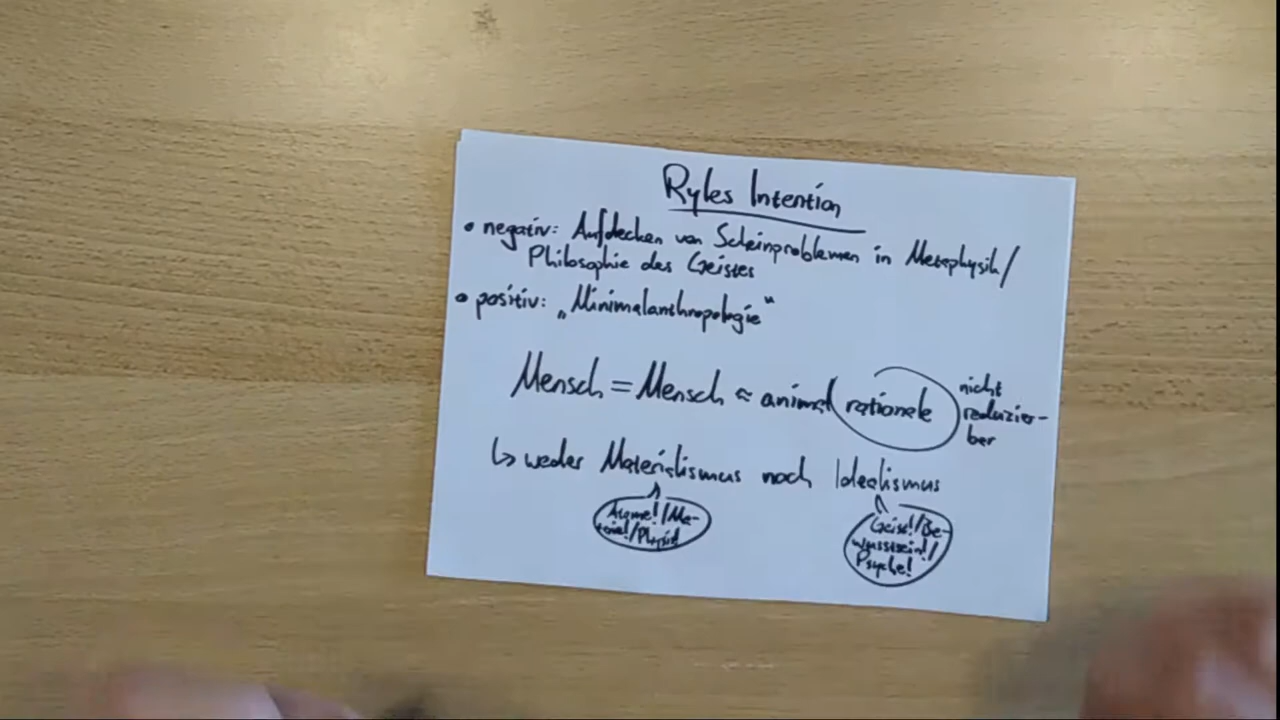 Ryles Intention
• negativ: Aufdecken von Scheinproblemen in Metaphysik/
Philosophie des Geistes
• positiv: „Minimalanthropologie“
Mensch = Mensch ≈ animal rationale
nicht
reduzier-
bar
↳ weder Materialismus noch Idealismus
Atome!/Ma-
terie!/Physis!
Geist!/Be-
wusstsein!/
Psyche!